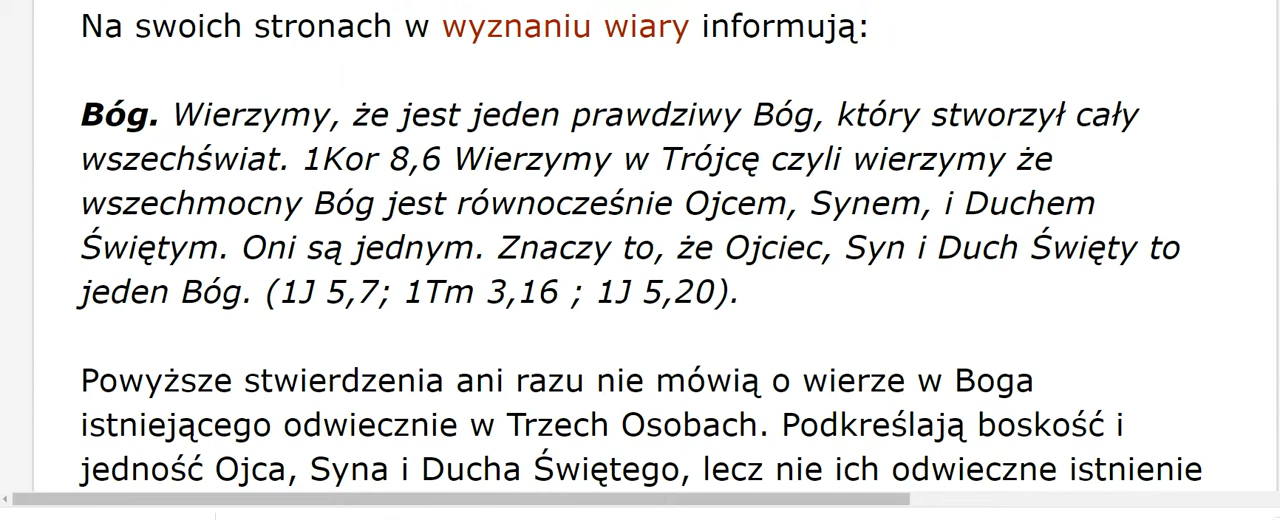 Na swoich stronach w wyznaniu wiary informują:
Bóg. Wierzymy, że jest jeden prawdziwy Bóg, który stworzył cały
wszechświat. 1Kor 8,6 Wierzymy w Trójcę czyli wierzymy że
wszechmocny Bóg jest równocześnie Ojcem, Synem, i Duchem
Świętym. Oni są jednym. Znaczy to, że Ojciec, Syn i Duch Święty to
jeden Bóg. (1J 5,7; 1Tm 3,16 ; 1J 5,20).
Powyższe stwierdzenia ani razu nie mówią o wierze w Boga
istniejącego odwiecznie w Trzech Osobach. Podkreślają boskość i
jedność Ojca, Syna i Ducha Świętego, lecz nie ich odwieczne istnienie